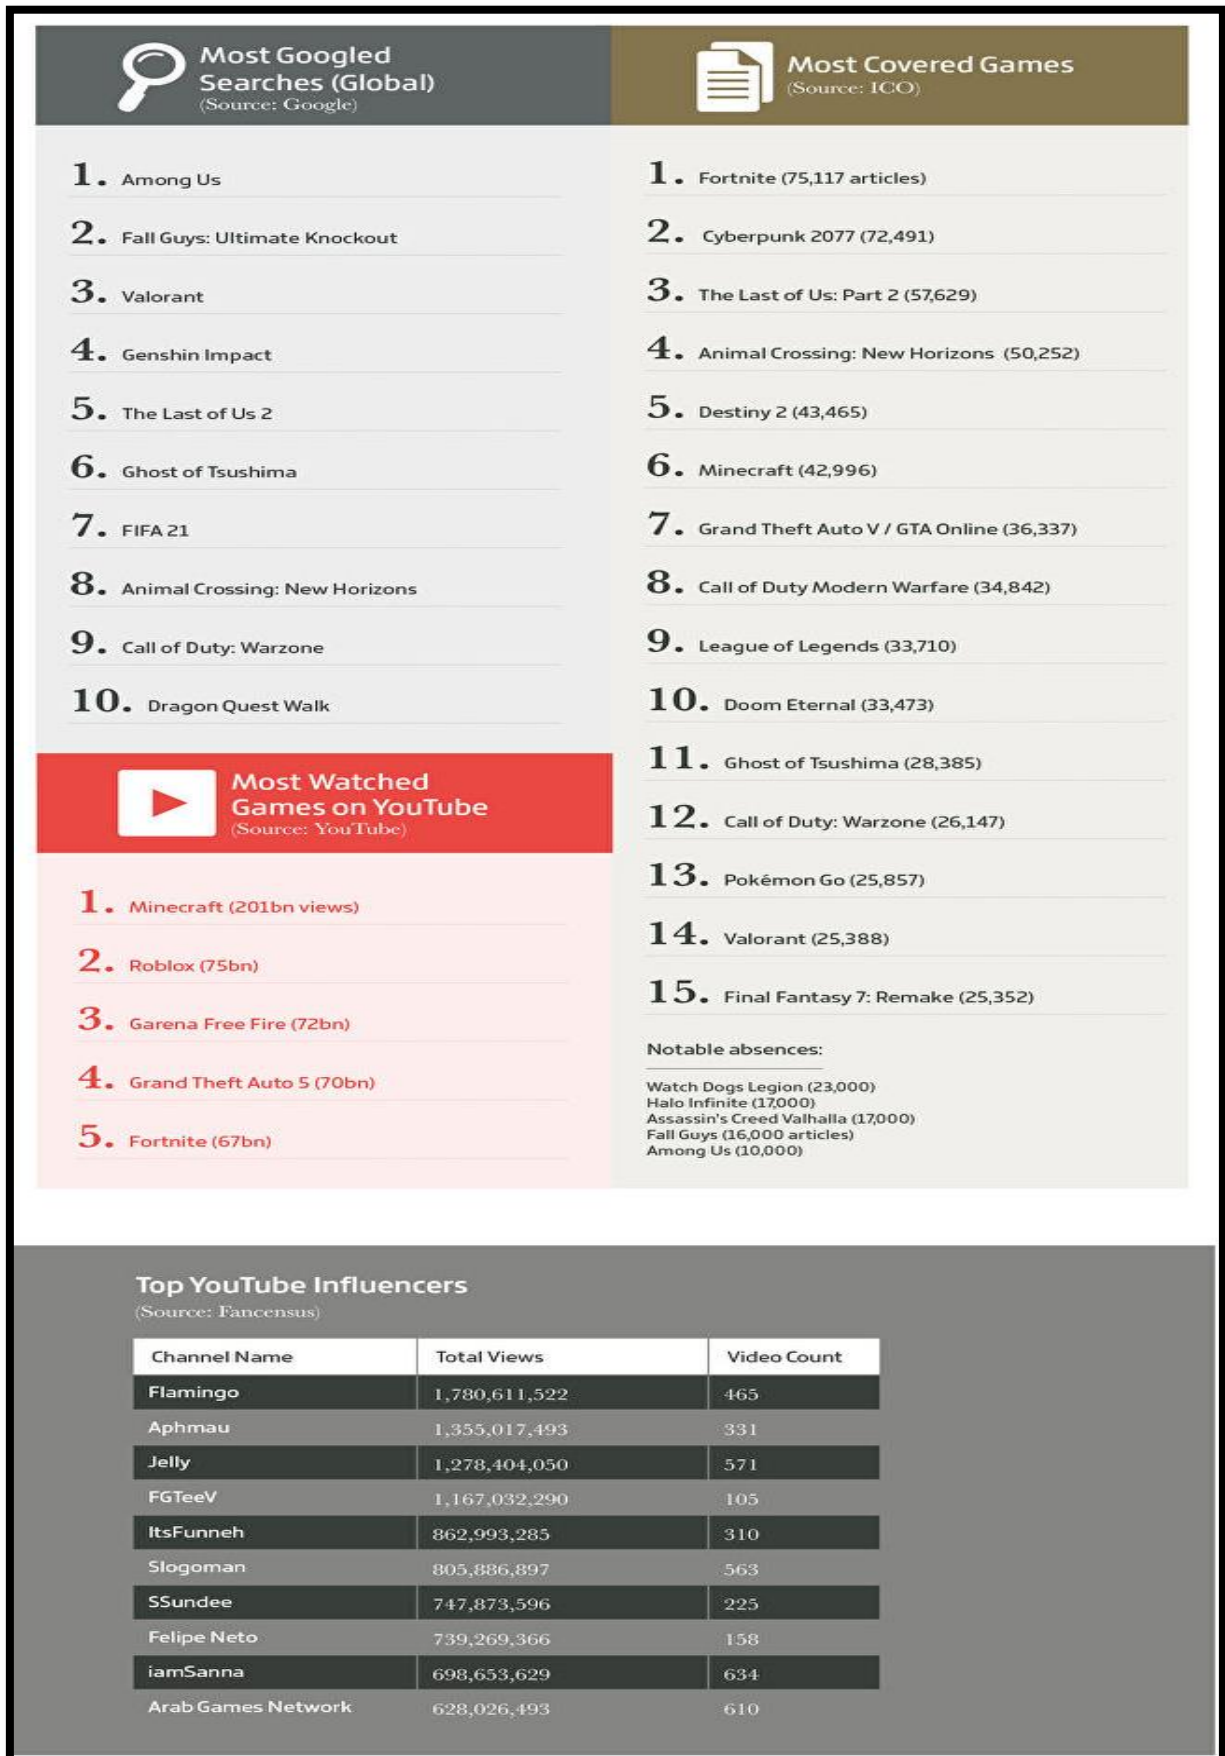 Most Googled
Searches (Global)
(Source: Google)
1. Among Us
2. Fall Guys: Ultimate Knockout
3. Valorant
4. Genshin Impact
5. The Last of Us 2
6. Ghost of Tsushima
7. FIFA 21
8. Animal Crossing: New Horizons
9. Call of Duty: Warzone
10. Dragon Quest Walk
Most Watched
Games on YouTube
(Source: YouTube)
1. Minecraft (201bn views)
2. Roblox (75bn)
3. Garena Free Fire (72bn)
4. Grand Theft Auto 5 (70bn)
5. Fortnite (67bn)
Most Covered Games
(Source: ICO)
1. Fortnite (75,117 articles)
2. Cyberpunk 2077 (72,491)
3. The Last of Us: Part 2 (57,629)
4. Animal Crossing: New Horizons (50,252)
5. Destiny 2 (43,465)
6. Minecraft (42,996)
7. Grand Theft Auto V / GTA Online (36,337)
8. Call of Duty Modern Warfare (34,842)
9. League of Legends (33,710)
10. Doom Eternal (33,473)
11. Ghost of Tsushima (28,385)
12. Call of Duty: Warzone (26,147)
13. Pokémon Go (25,857)
14. Valorant (25,388)
15. Final Fantasy 7: Remake (25,352)
Notable absences:
Watch Dogs Legion (23,000)
Halo Infinite (17,000)
Assassin's Creed Valhalla (17,000)
Fall Guys (16,000 articles)
Among Us (10,000)
Top YouTube Influencers
(Source: Fancensus)
Channel Name Total Views Video Count
Flamingo 1,780,611,522 465
Aphmau 1,355,017,493 331
Jelly 1,278,404,050 571
FGTeeV 1,167,032,290 105
ItsFunneh 862,993,285 310
Slogoman 805,886,897 563
SSundee 747,873,596 225
Felipe Neto 739,269,366 158
iamSanna 698,653,629 634
Arab Games Network 628,026,493 610